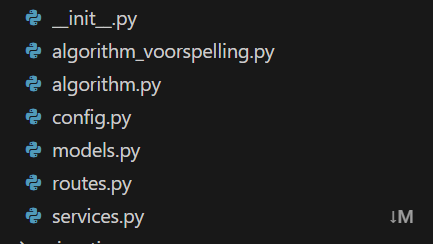 __init__.py
algorithm_voorspelling.py
algorithm.py
config.py
models.py
routes.py
services.py ↓M